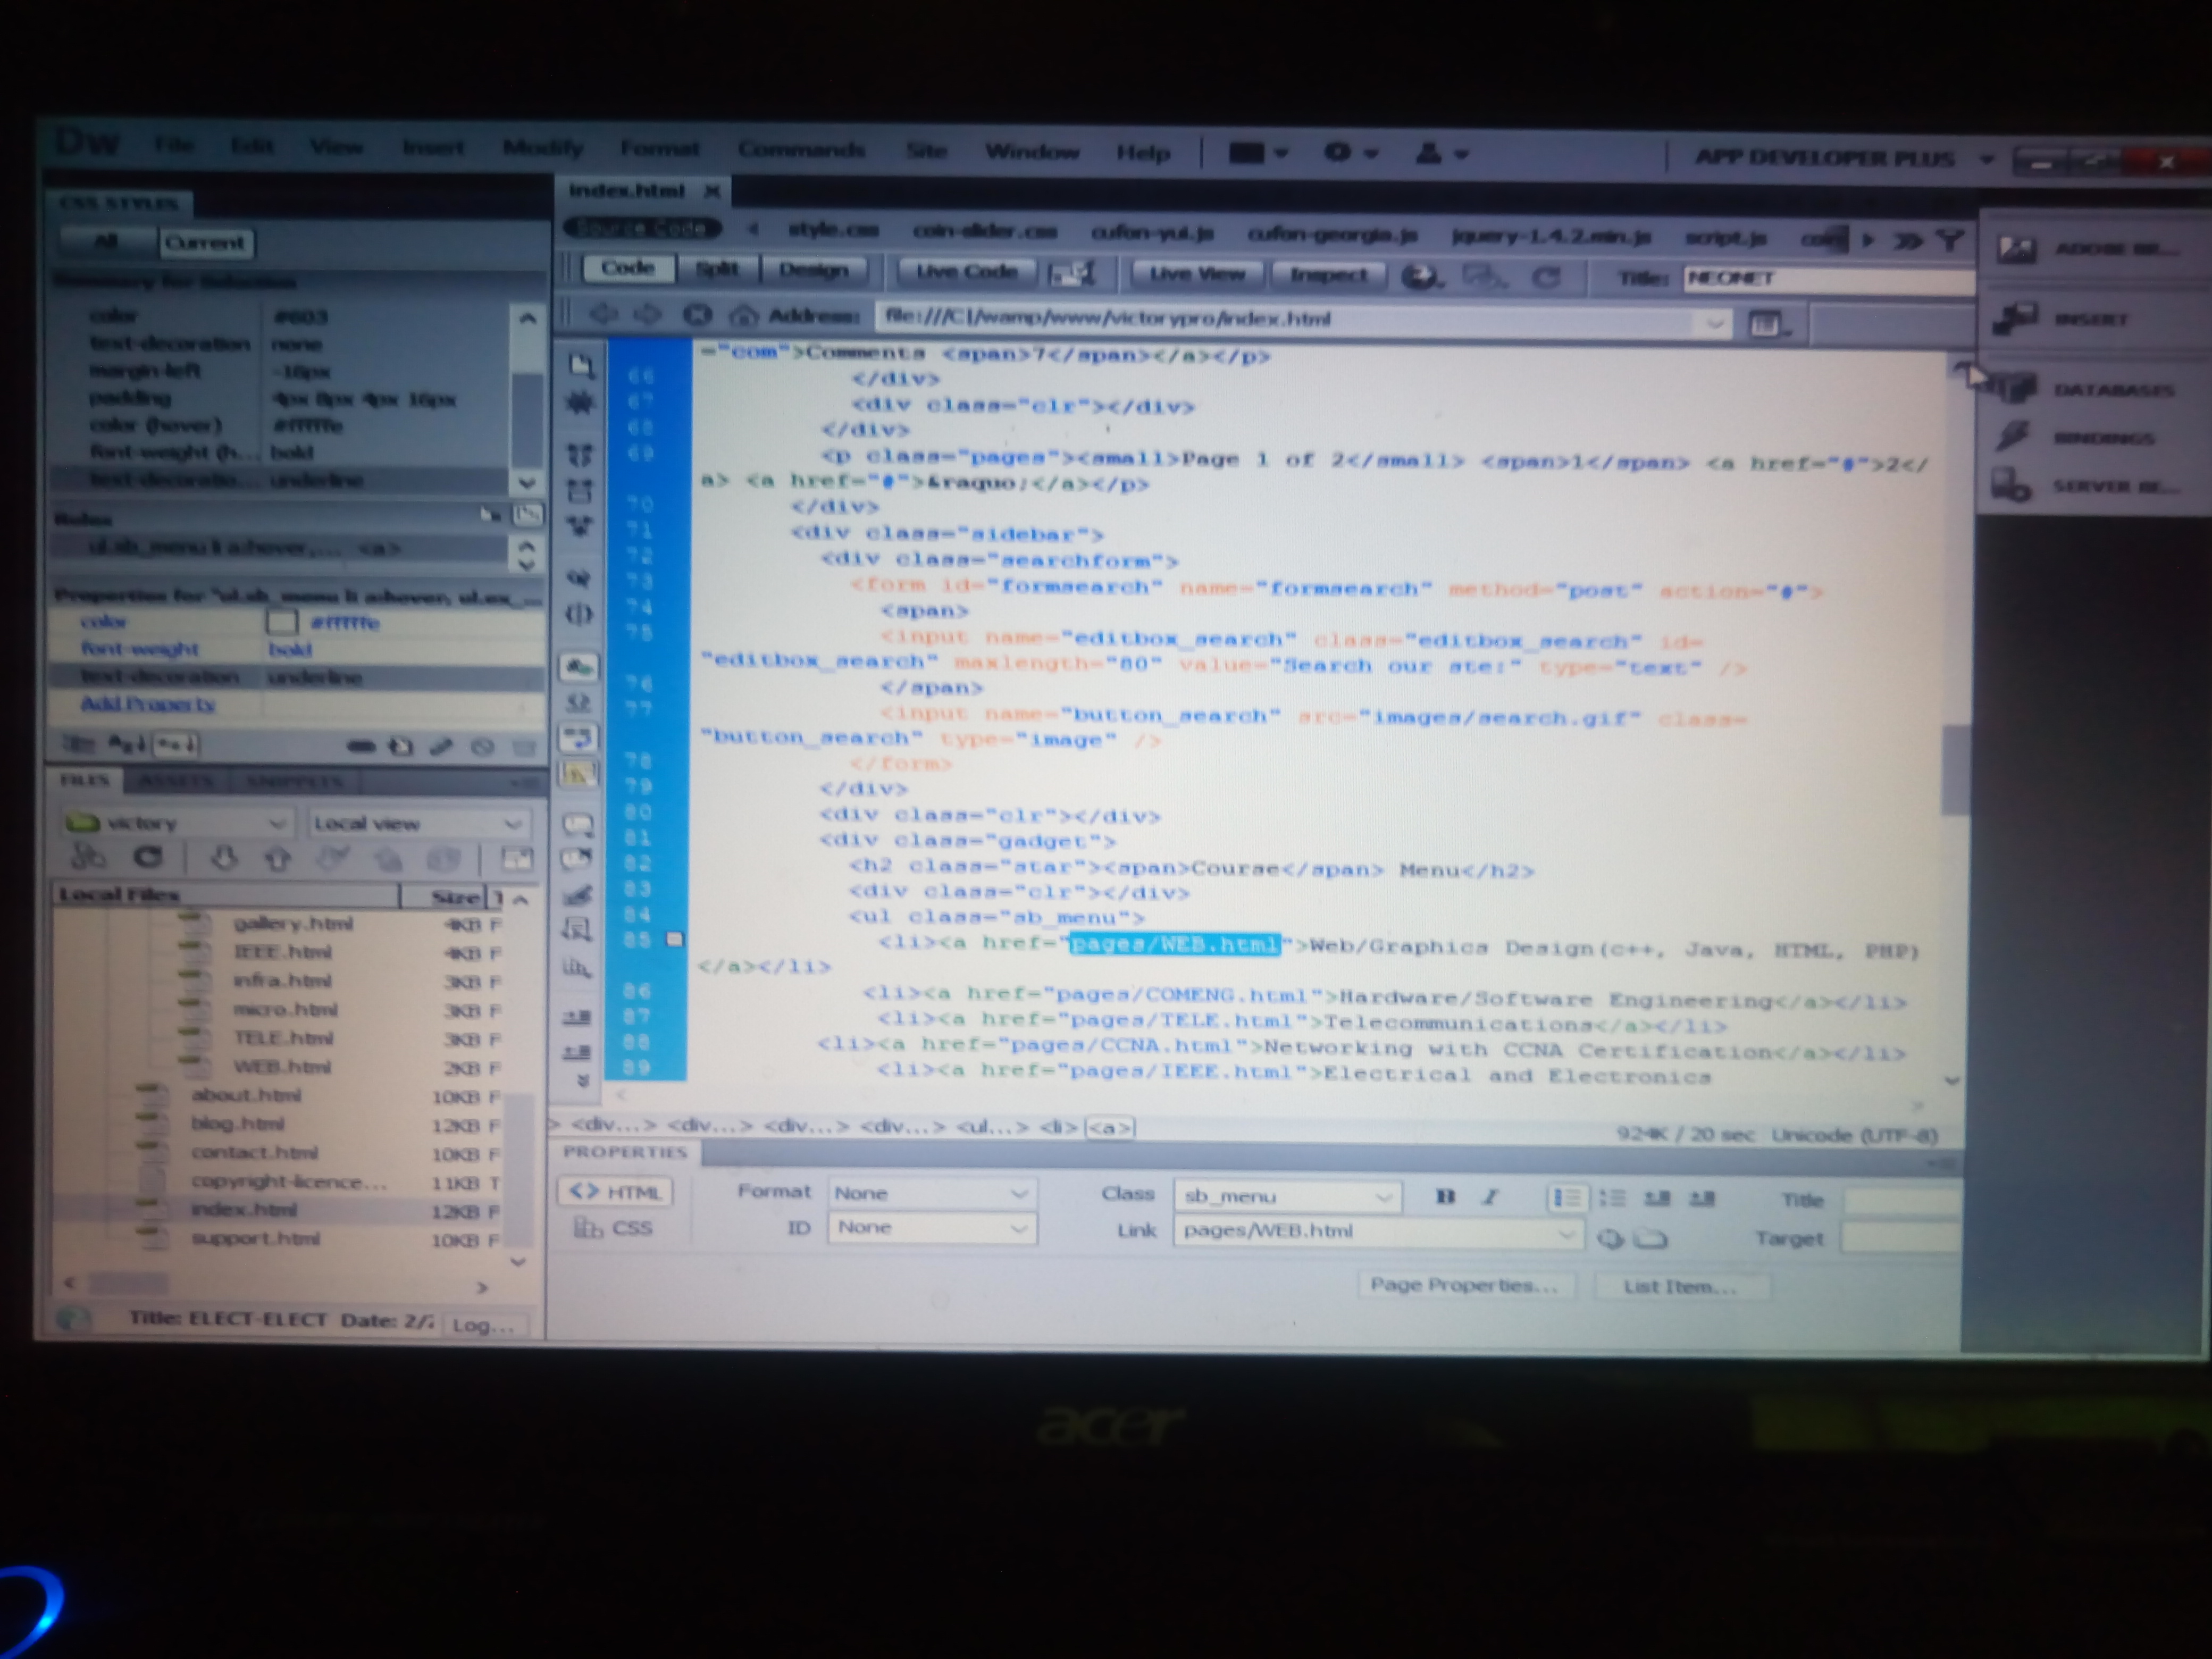 Dw File Edit View Insert Modify Format Commands Site Window Help APP DEVELOPER PLUS
CSS STYLES
All Current
Summary for Selection
color #603
text-decoration none
margin-left -16px
padding 4px 8px 4px 16px
color (hover) #fffffe
font-weight (h... bold
text-decoratio... underline
Rules
ul.sb_menu li a:hover,... <a>
Properties for "ul.sb_menu li a:hover, ul.ex_...
color #fffffe
font-weight bold
text-decoration underline
Add Property
FILES ASSETS SNIPPETS
victory Local view
Local Files Size
gallery.html 4KB F
IEEE.html 4KB F
infra.html 3KB F
micro.html 3KB F
TELE.html 3KB F
WEB.html 2KB F
about.html 10KB F
blog.html 12KB F
contact.html 10KB F
copyright-licence... 11KB T
index.html 12KB F
support.html 10KB F
Title: ELECT-ELECT Date: 2/ Log...
index.html
Source Code style.css coin-slider.css cufon-yui.js cufon-georgia.js jquery-1.4.2.min.js script.js coin
Code Split Design Live Code Live View Inspect Title: NEONET
Address: file:///C|/wamp/www/victorypro/index.html
="com">Comments <span>7</span></a></p>
66 </div>
67 <div class="clr"></div>
68 </div>
69 <p class="pages"><small>Page 1 of 2</small> <span>1</span> <a href="#">2</
a> <a href="#">&raquo;</a></p>
70 </div>
71 <div class="sidebar">
72 <div class="searchform">
73 <form id="formsearch" name="formsearch" method="post" action="#">
74 <span>
75 <input name="editbox_search" class="editbox_search" id=
"editbox_search" maxlength="80" value="Search our ste:" type="text" />
76 </span>
77 <input name="button_search" src="images/search.gif" class=
"button_search" type="image" />
78 </form>
79 </div>
80 <div class="clr"></div>
81 <div class="gadget">
82 <h2 class="star"><span>Course</span> Menu</h2>
83 <div class="clr"></div>
84 <ul class="sb_menu">
85 <li><a href="pages/WEB.html">Web/Graphics Design(c++, Java, HTML, PHP)
</a></li>
86 <li><a href="pages/COMENG.html">Hardware/Software Engineering</a></li>
87 <li><a href="pages/TELE.html">Telecommunications</a></li>
88 <li><a href="pages/CCNA.html">Networking with CCNA Certification</a></li>
89 <li><a href="pages/IEEE.html">Electrical and Electronics
<div...> <div...> <div...> <div...> <ul...> <li> <a>
924K / 20 sec Unicode (UTF-8)
PROPERTIES
<> HTML Format None Class sb_menu B I Title
CSS ID None Link pages/WEB.html Target
Page Properties... List Item...
ADOBE BR...
INSERT
DATABASES
BINDINGS
SERVER BE...
acer